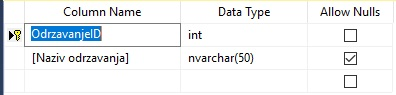 Column Name Data Type Allow Nulls
OdrzavanjeID int
[Naziv odrzavanja] nvarchar(50)